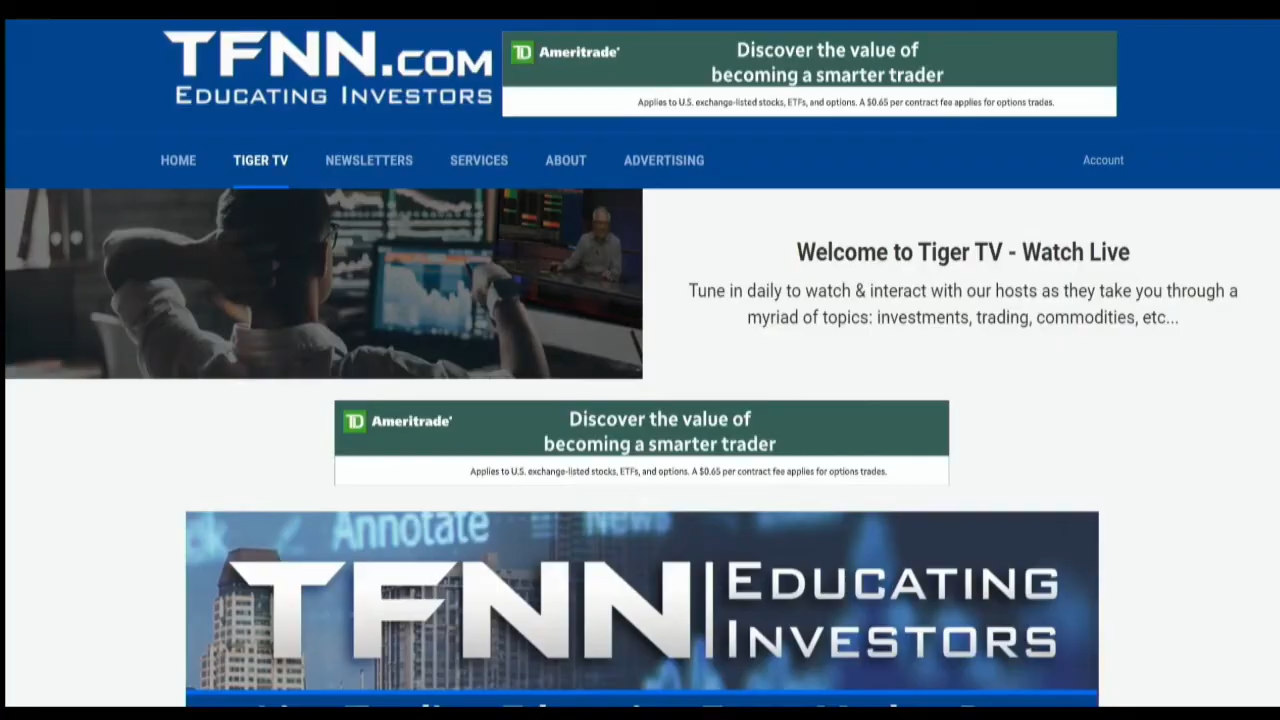 TFNN.COM
EDUCATING INVESTORS
TD Ameritrade
Discover the value of
becoming a smarter trader
Applies to U.S. exchange-listed stocks, ETFs, and options. A $0.65 per contract fee applies for options trades.
HOME TIGER TV NEWSLETTERS SERVICES ABOUT ADVERTISING Account
Welcome to Tiger TV - Watch Live
Tune in daily to watch & interact with our hosts as they take you through a
myriad of topics: investments, trading, commodities, etc...
TD Ameritrade
Discover the value of
becoming a smarter trader
Applies to U.S. exchange-listed stocks, ETFs, and options. A $0.65 per contract fee applies for options trades.
Annotate News
TFNN EDUCATING
INVESTORS